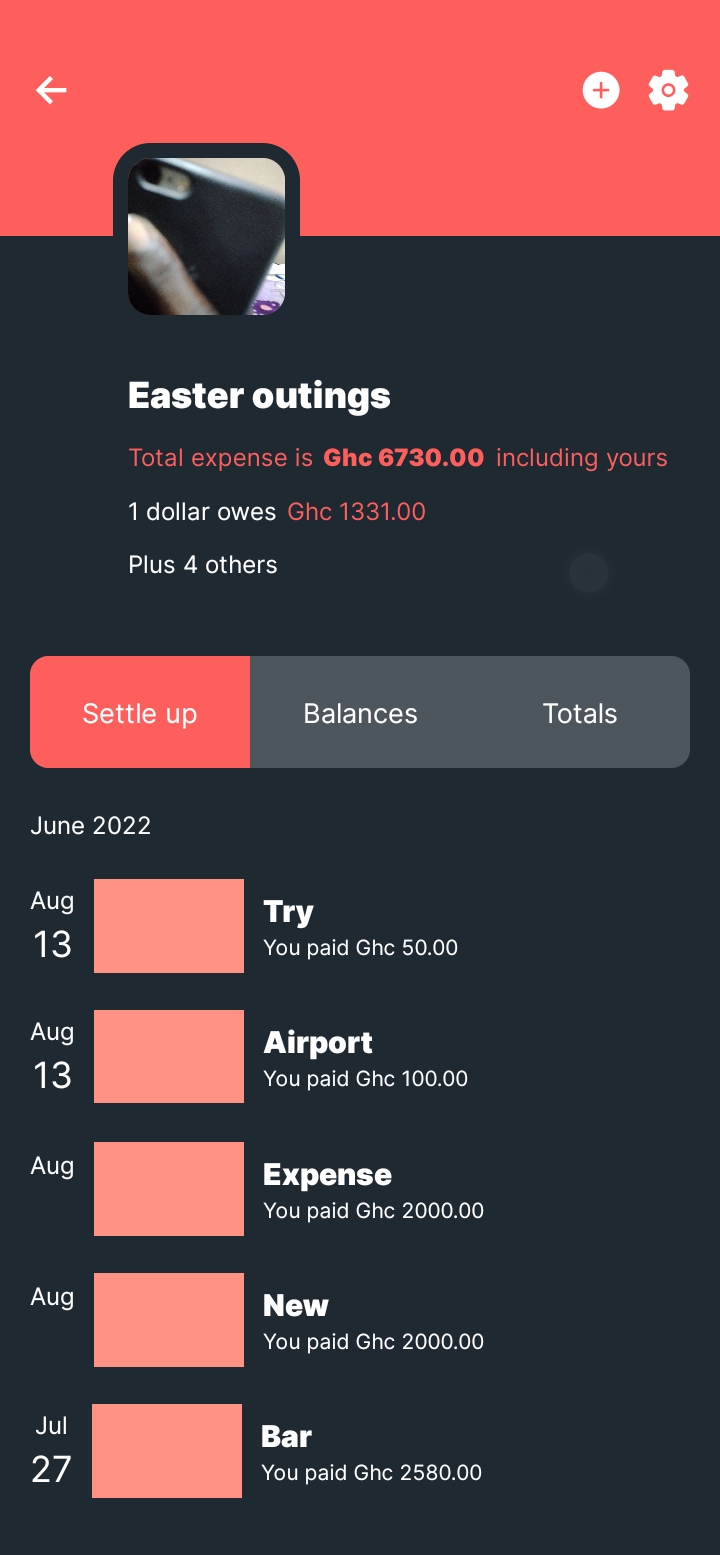 Easter outings
Total expense is Ghc 6730.00 including yours
1 dollar owes Ghc 1331.00
Plus 4 others
Settle up Balances Totals
June 2022
Aug
13
Try
You paid Ghc 50.00
Aug
13
Airport
You paid Ghc 100.00
Aug
Expense
You paid Ghc 2000.00
Aug
New
You paid Ghc 2000.00
Jul
27
Bar
You paid Ghc 2580.00